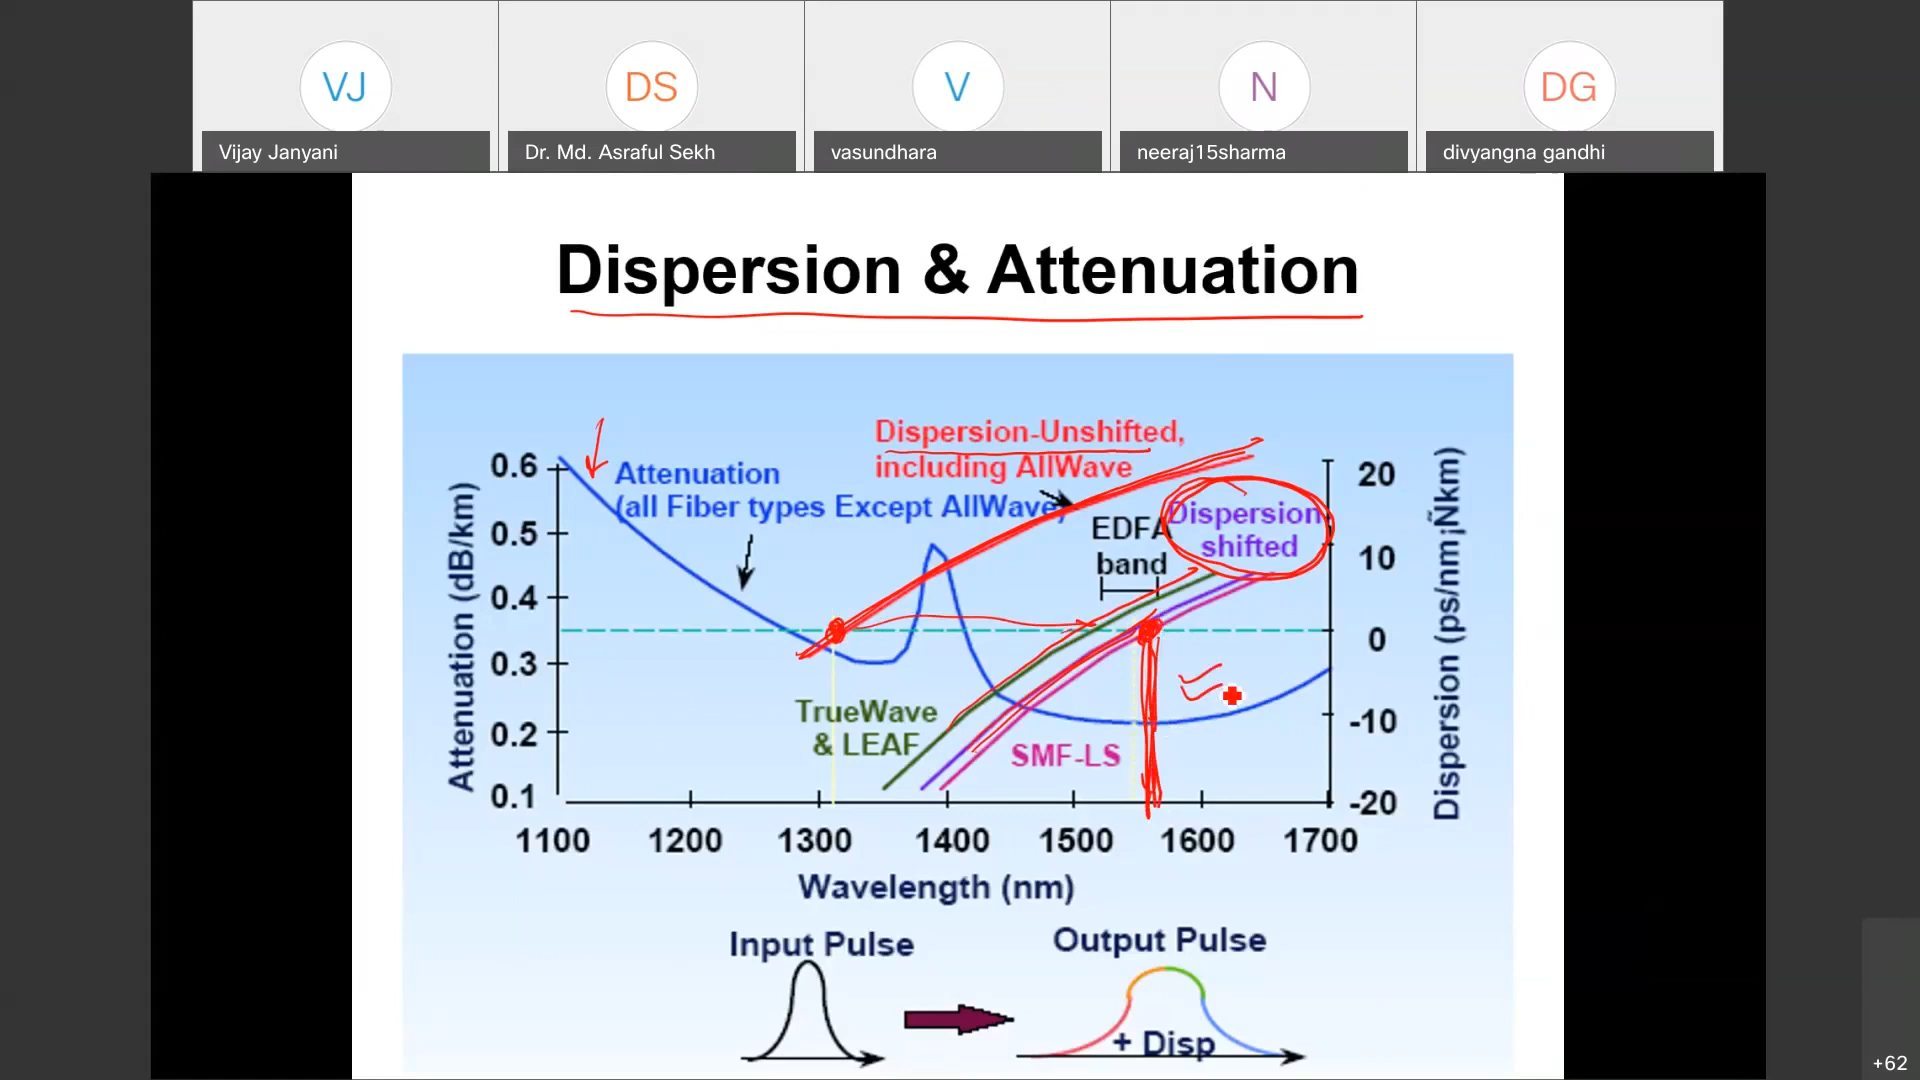 VJ
DS
V
N
DG
Vijay Janyani
Dr. Md. Asraful Sekh
vasundhara
neeraj15sharma
divyangna gandhi
Dispersion & Attenuation
Dispersion-Unshifted,
including AllWave
Attenuation
(all Fiber types Except AllWave)
EDFA
band
Dispersion
shifted
TrueWave
& LEAF
SMF-LS
Attenuation (dB/km)
0.6
0.5
0.4
0.3
0.2
0.1
20
10
0
-10
-20
Dispersion (ps/nm¡Ñkm)
1100 1200 1300 1400 1500 1600 1700
Wavelength (nm)
Input Pulse
Output Pulse
+ Disp
+62